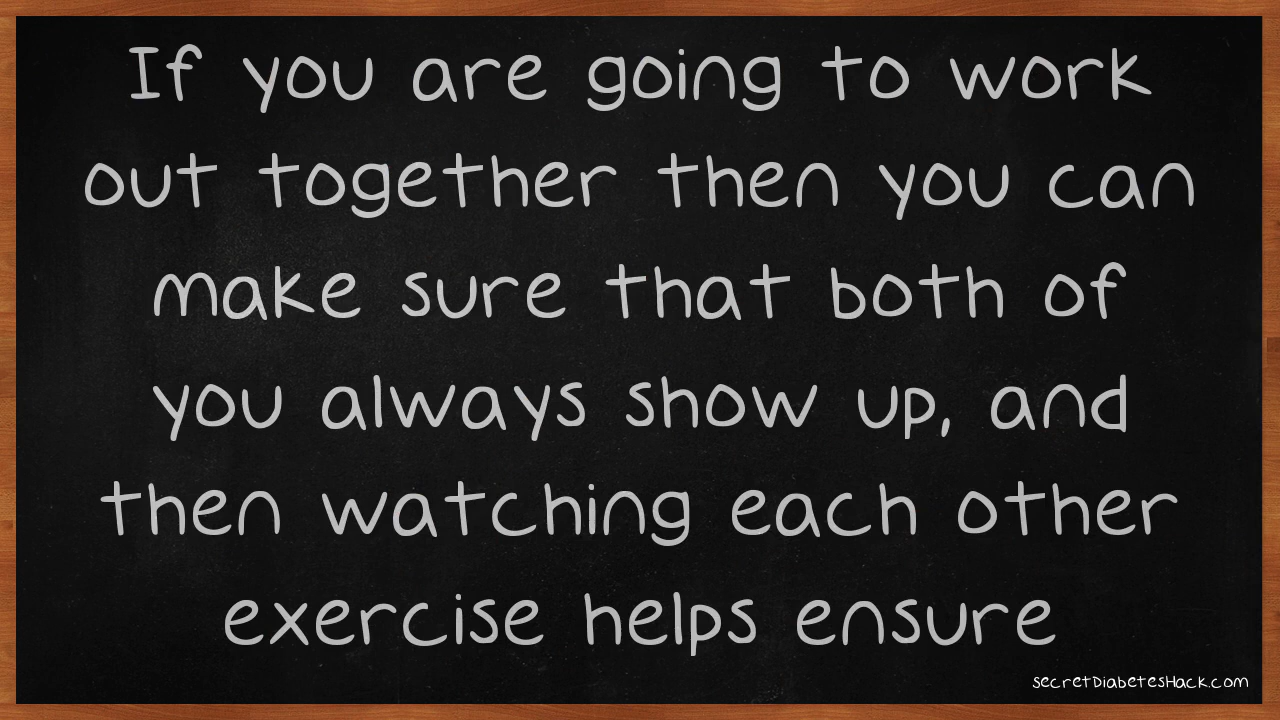 If you are going to work
out together then you can
make sure that both of
you always show up, and
then watching each other
exercise helps ensure
secretDiabetesHack.com